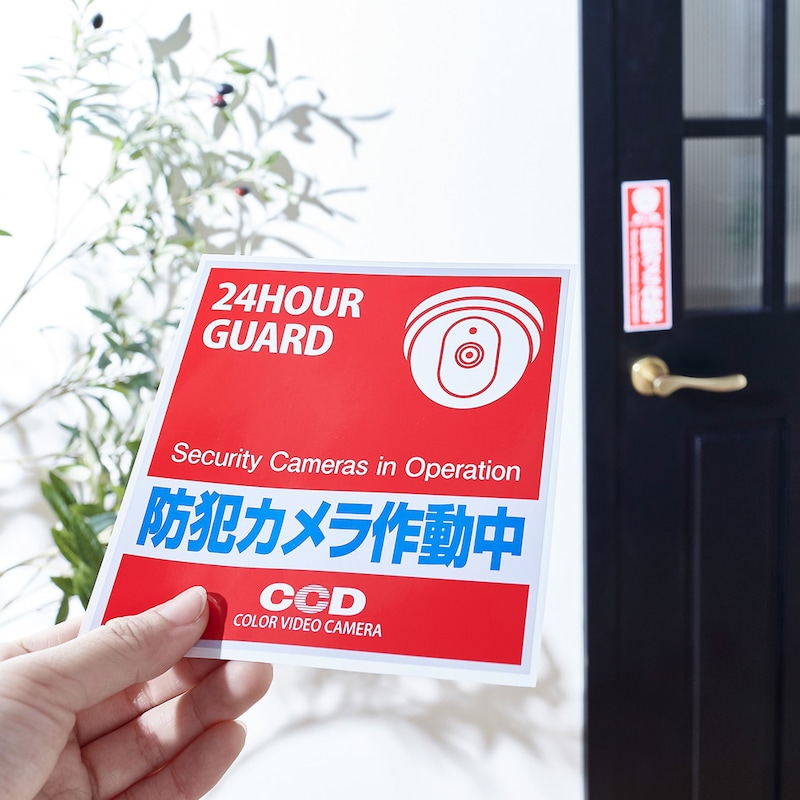 24HOUR
GUARD
Security Cameras in Operation
防犯カメラ作動中
CCD
COLOR VIDEO CAMERA